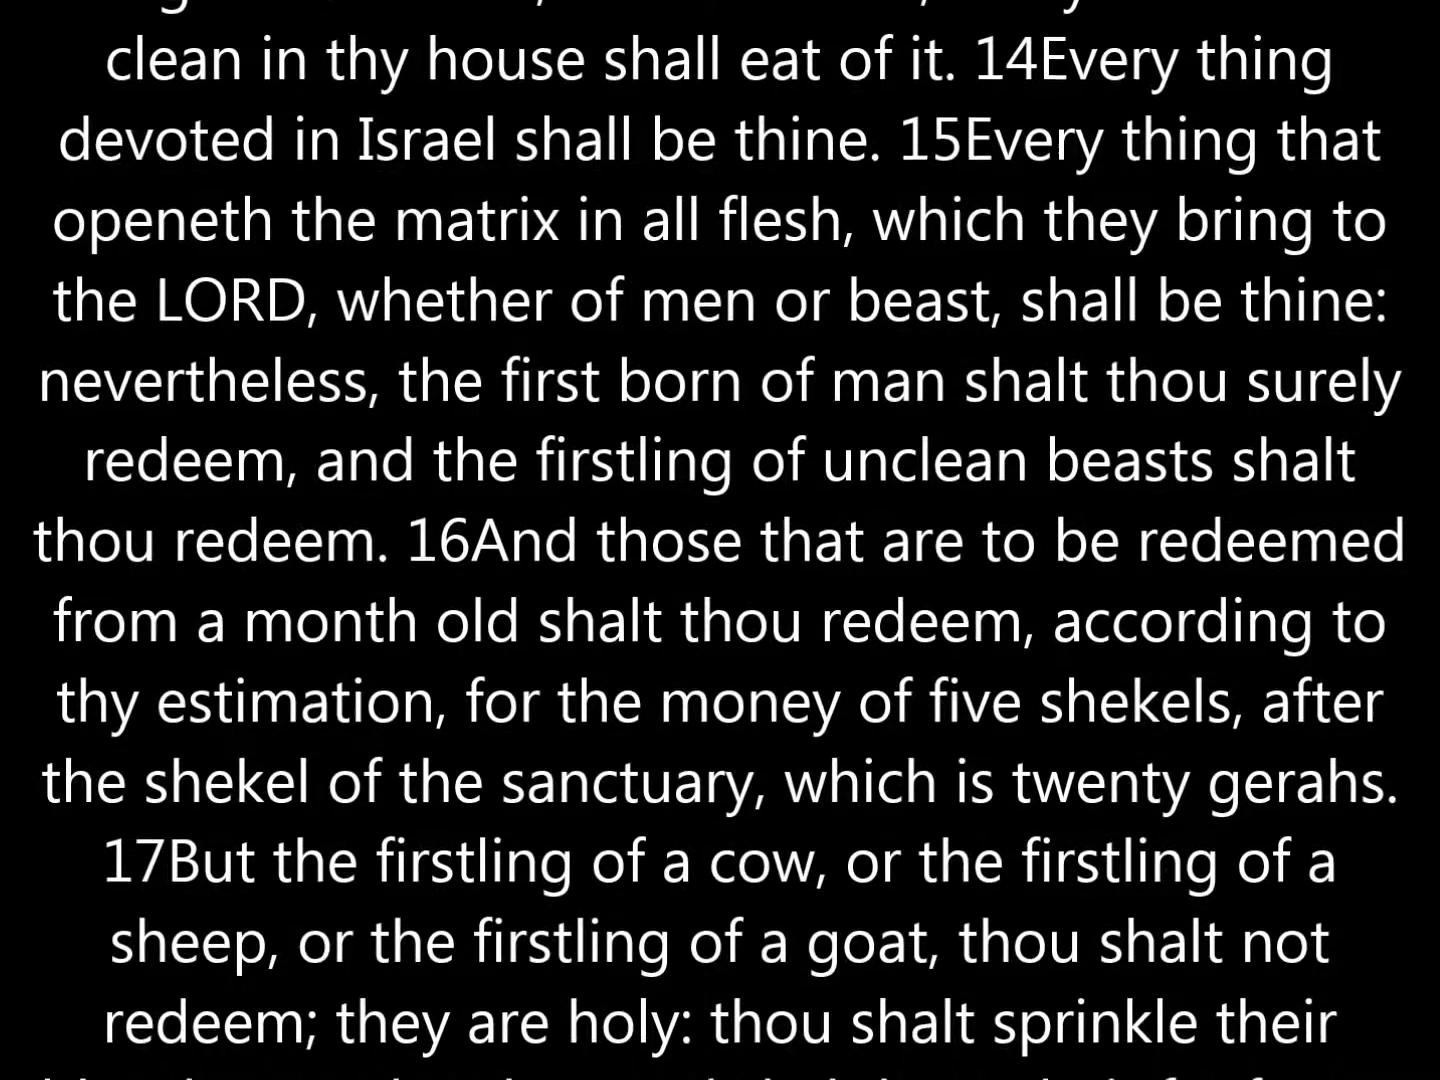 clean in thy house shall eat of it. 14Every thing
devoted in Israel shall be thine. 15Every thing that
openeth the matrix in all flesh, which they bring to
the LORD, whether of men or beast, shall be thine:
nevertheless, the first born of man shalt thou surely
redeem, and the firstling of unclean beasts shalt
thou redeem. 16And those that are to be redeemed
from a month old shalt thou redeem, according to
thy estimation, for the money of five shekels, after
the shekel of the sanctuary, which is twenty gerahs.
17But the firstling of a cow, or the firstling of a
sheep, or the firstling of a goat, thou shalt not
redeem; they are holy: thou shalt sprinkle their